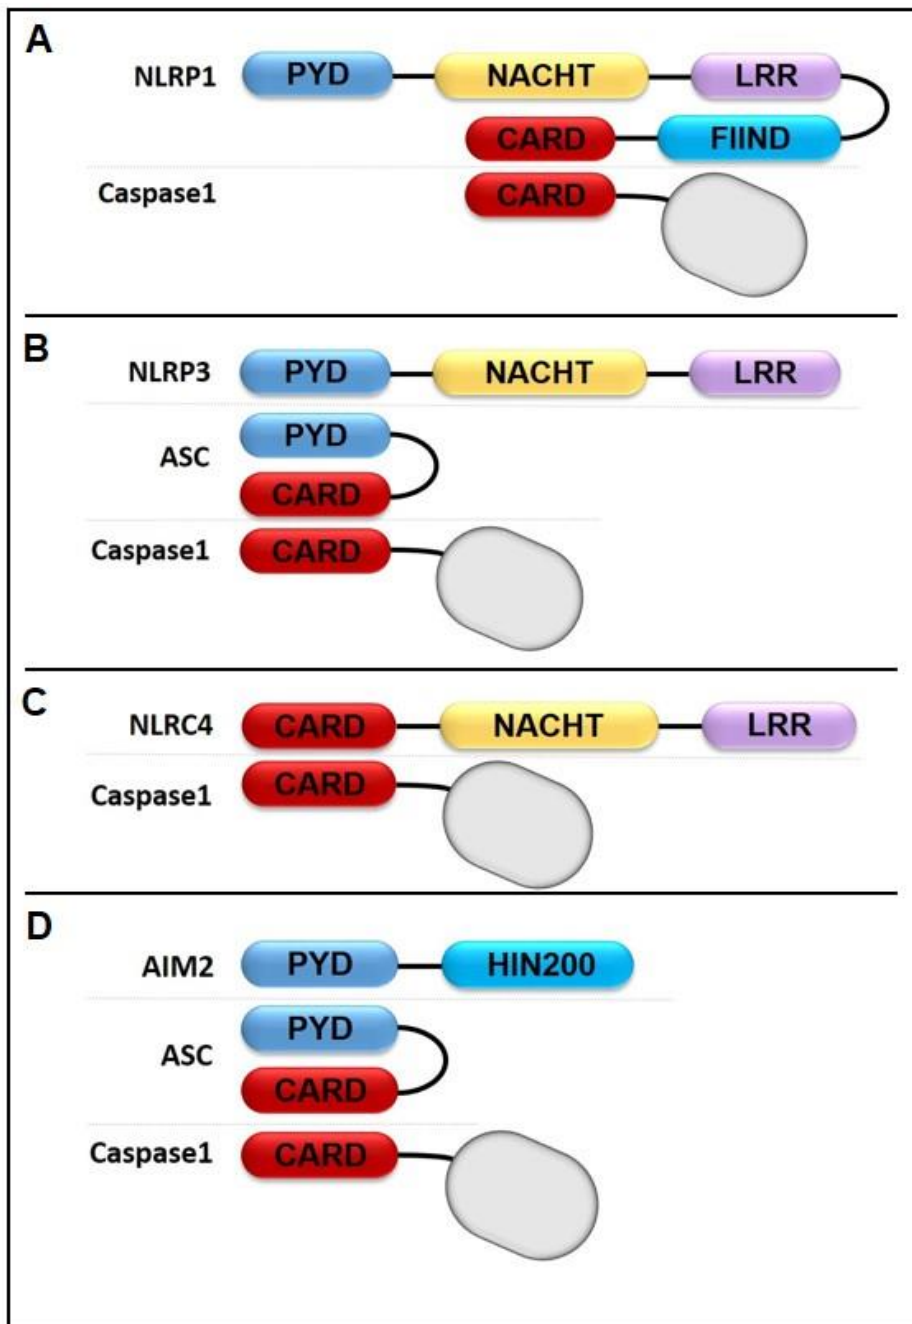 A
NLRP1 PYD NACHT LRR
CARD FIIND
Caspase1 CARD
B
NLRP3 PYD NACHT LRR
PYD
ASC
CARD
Caspase1 CARD
C
NLRC4 CARD NACHT LRR
Caspase1 CARD
D
AIM2 PYD HIN200
PYD
ASC
CARD
Caspase1 CARD